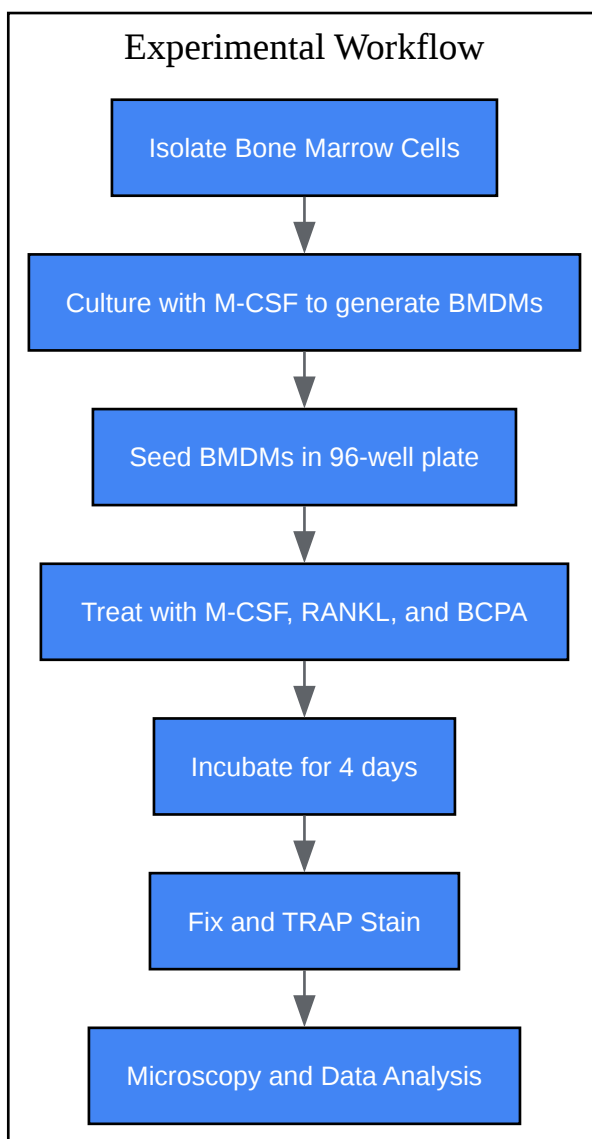 Experimental Workflow
Isolate Bone Marrow Cells
Culture with M-CSF to generate BMDMs
Seed BMDMs in 96-well plate
Treat with M-CSF, RANKL, and BCPA
Incubate for 4 days
Fix and TRAP Stain
Microscopy and Data Analysis